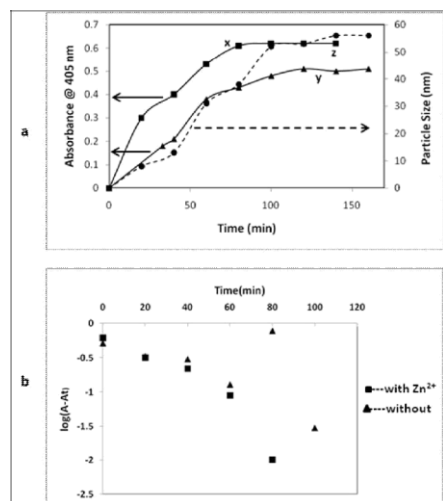 a
Absorbance @ 405 nm
0.7
0.6
0.5
0.4
0.3
0.2
0.1
0
x
z
y
60
50
40
30
20
10
0
Particle Size (nm)
0 50 100 150
Time (min)
b
Time(min)
0 20 40 60 80 100 120
log(A-At)
0
-0.5
-1
-1.5
-2
-2.5
with Zn²⁺
without